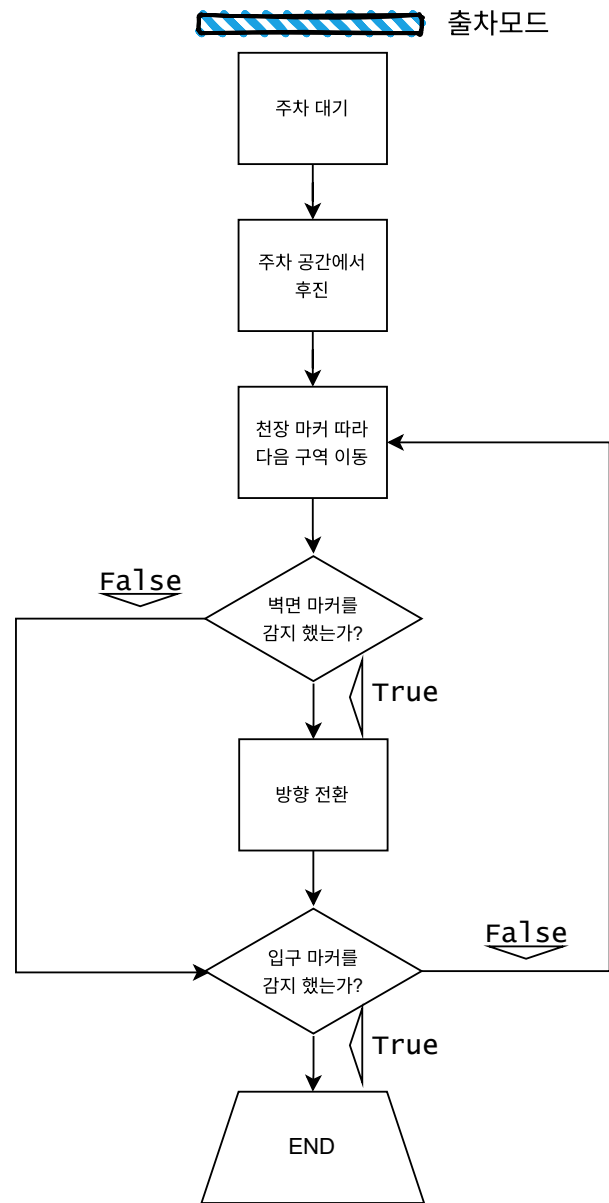 출차모드
주차 대기
주차 공간에서
후진
천장 마커 따라
다음 구역 이동
False
벽면 마커를
감지 했는가?
True
방향 전환
False
입구 마커를
감지 했는가?
True
END